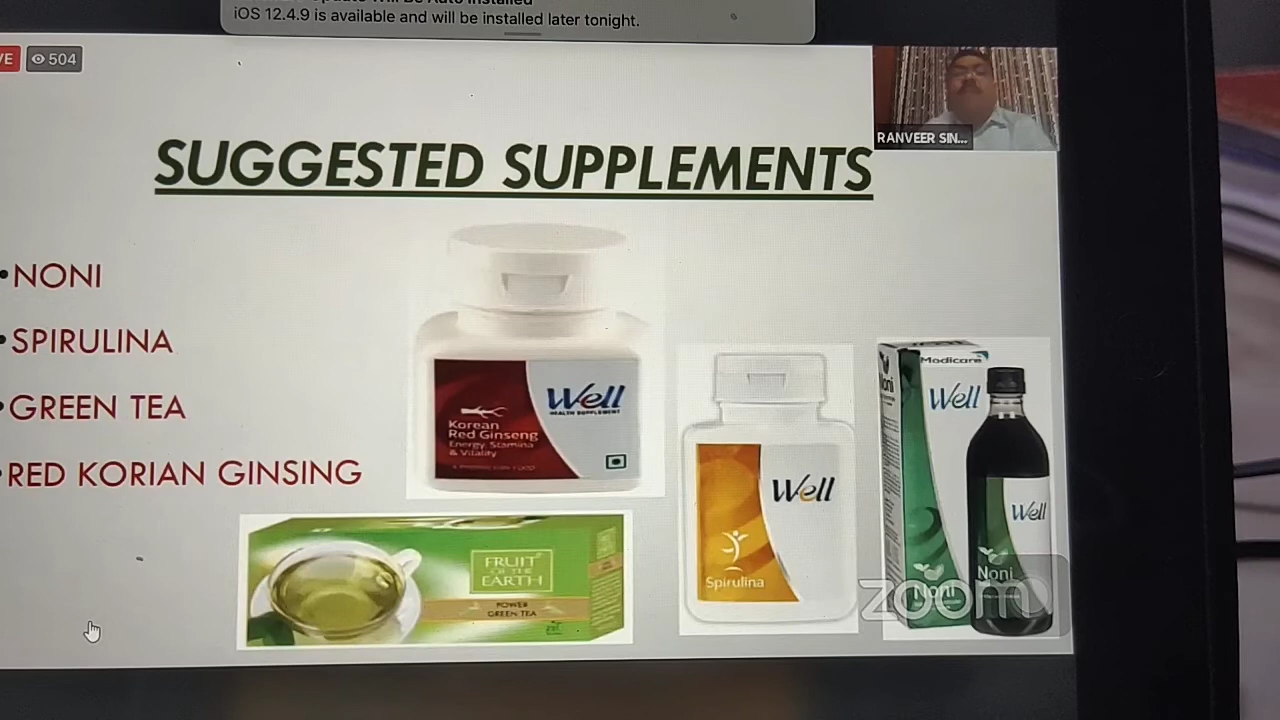 iOS 12.4.9 is available and will be installed later tonight.
VE 504
RANVEER SIN...
SUGGESTED SUPPLEMENTS
•NONI
•SPIRULINA
•GREEN TEA
•RED KORIAN GINSING
Well
HEALTH SUPPLEMENT
Korean
Red Ginseng
Energy, Stamina
& Vitality
Well
Spirulina
Modicare
Well
Noni
Noni
Well
Noni
FRUIT
OF THE
EARTH
POWER
GREEN TEA
zoom